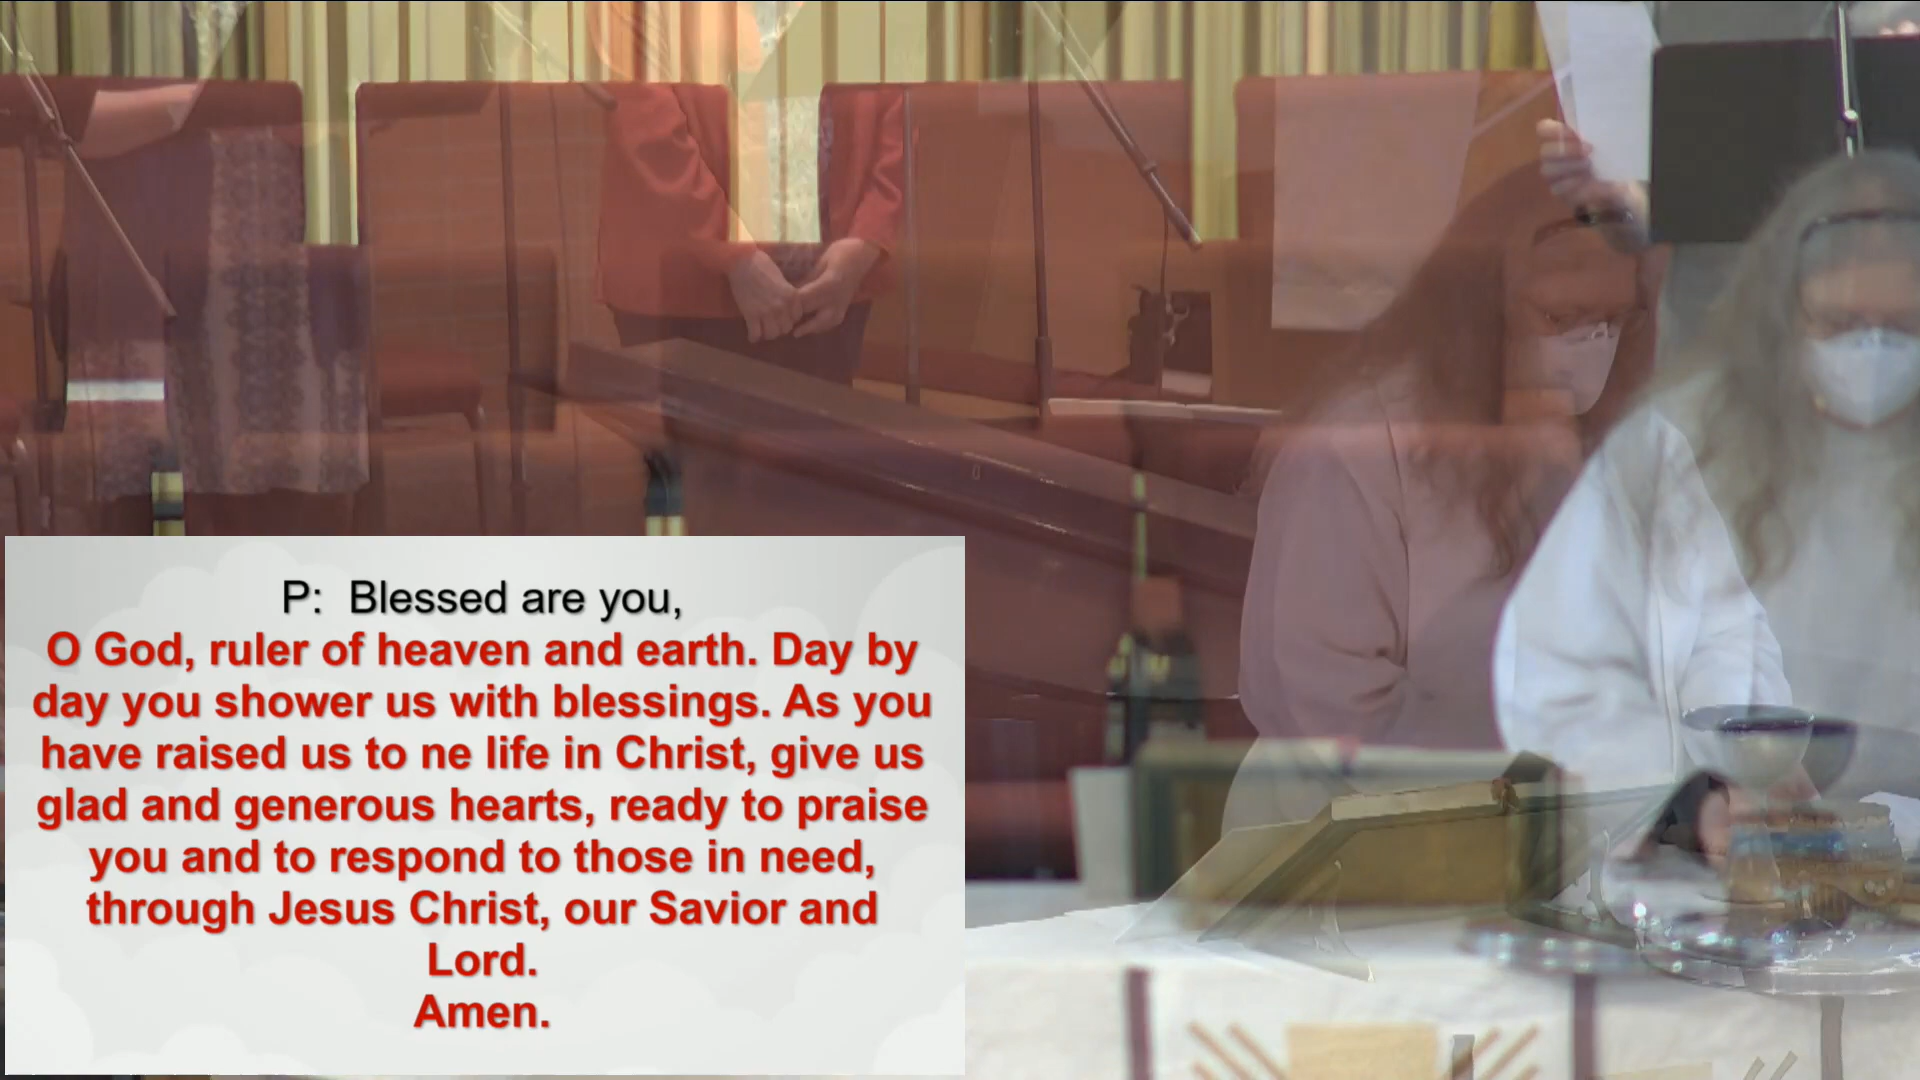 P:  Blessed are you,
O God, ruler of heaven and earth. Day by
day you shower us with blessings. As you
have raised us to ne life in Christ, give us
glad and generous hearts, ready to praise
you and to respond to those in need,
through Jesus Christ, our Savior and
Lord.
Amen.